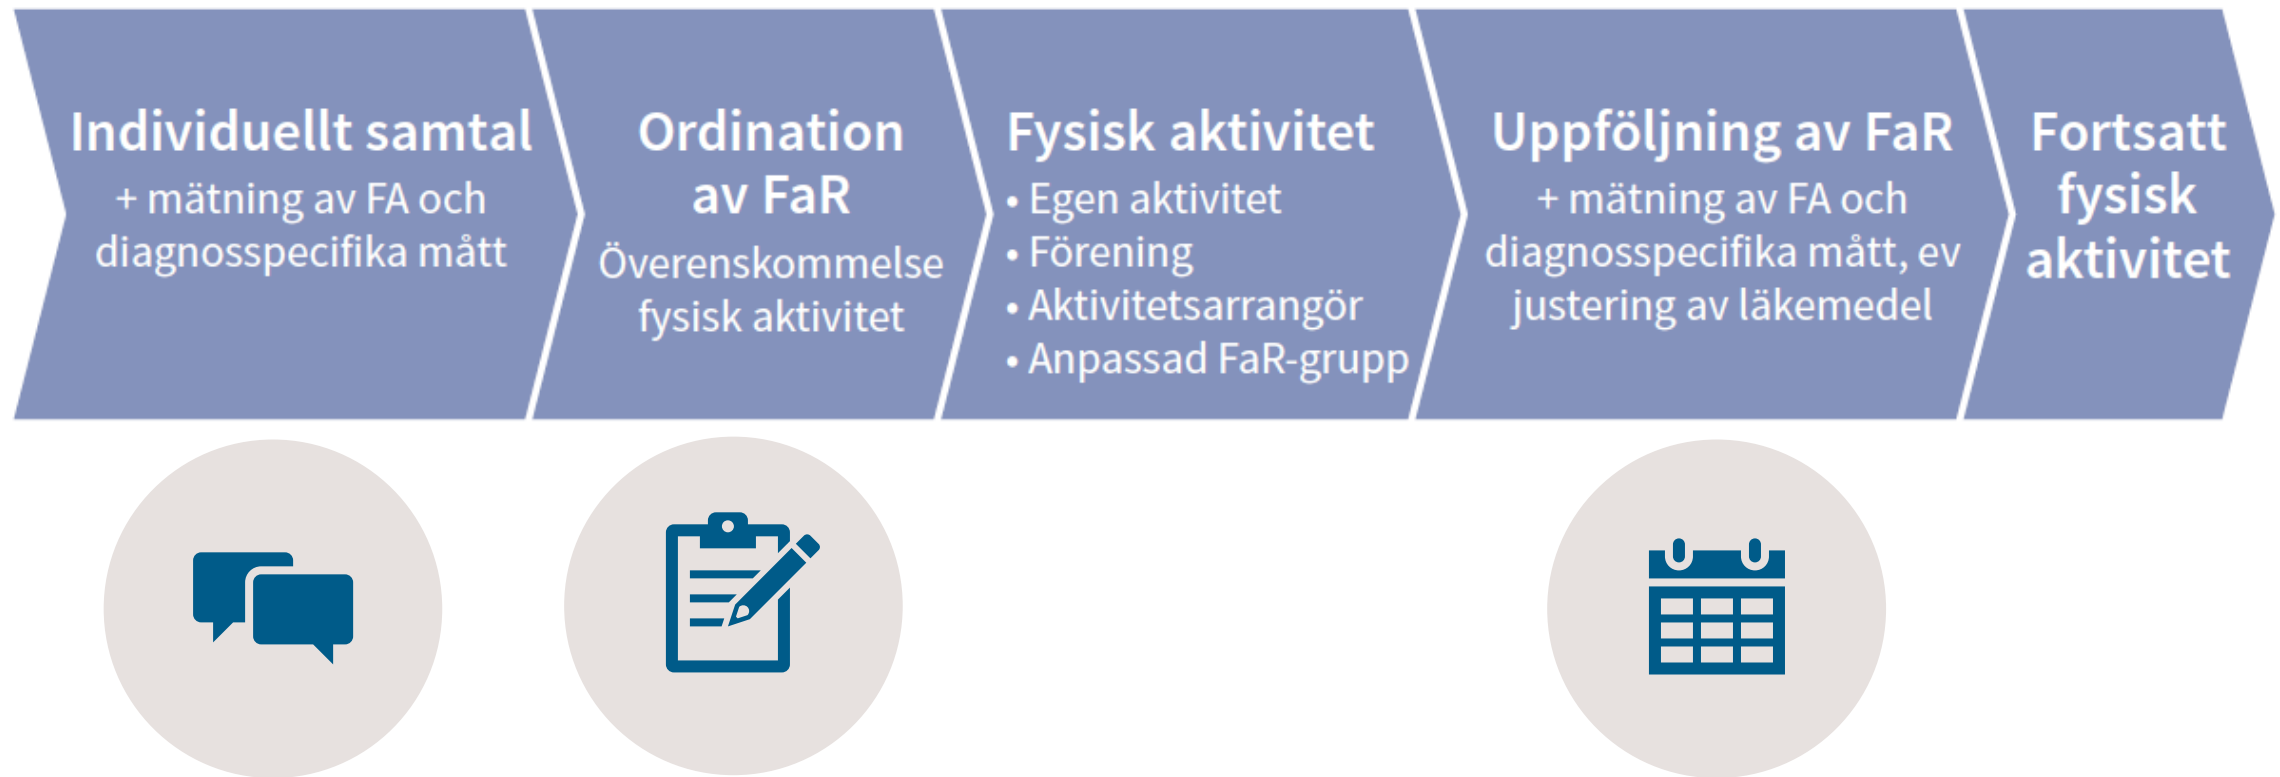 Individuellt samtal
+ mätning av FA och
diagnosspecifika mått
Ordination
av FaR
Överenskommelse
fysisk aktivitet
Fysisk aktivitet
• Egen aktivitet
• Förening
• Aktivitetsarrangör
• Anpassad FaR-grupp
Uppföljning av FaR
+ mätning av FA och
diagnosspecifika mått, ev
justering av läkemedel
Fortsatt
fysisk
aktivitet